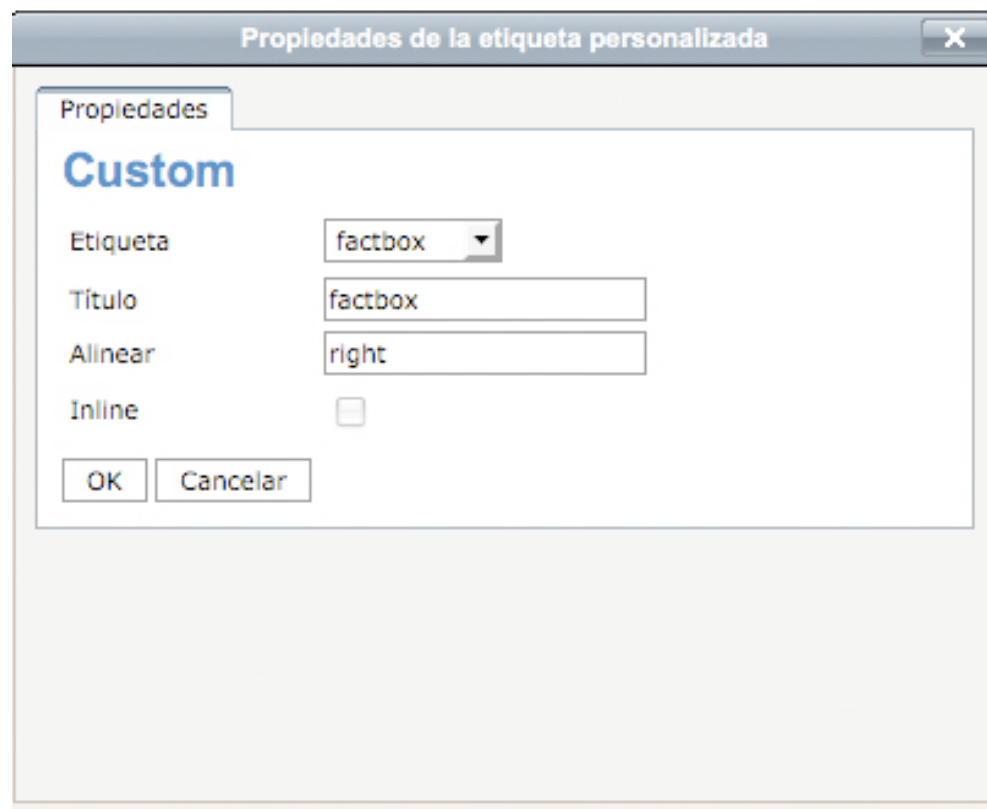 Propiedades de la etiqueta personalizada
Propiedades
Custom
Etiqueta factbox
Título factbox
Alinear right
Inline
OK Cancelar